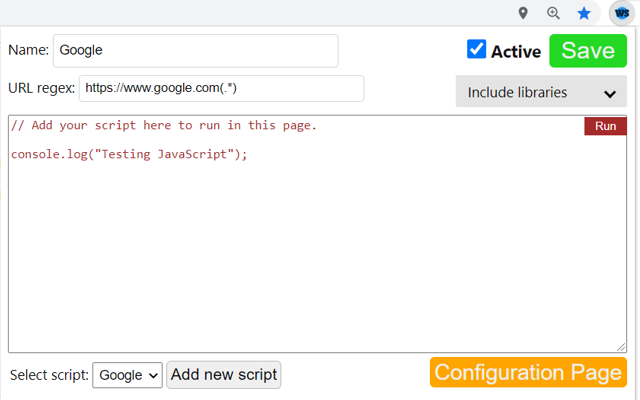 WS
Name: Google Active Save
URL regex: https://www.google.com(.*) Include libraries
// Add your script here to run in this page. Run
console.log("Testing JavaScript");
Select script: Google Add new script Configuration Page